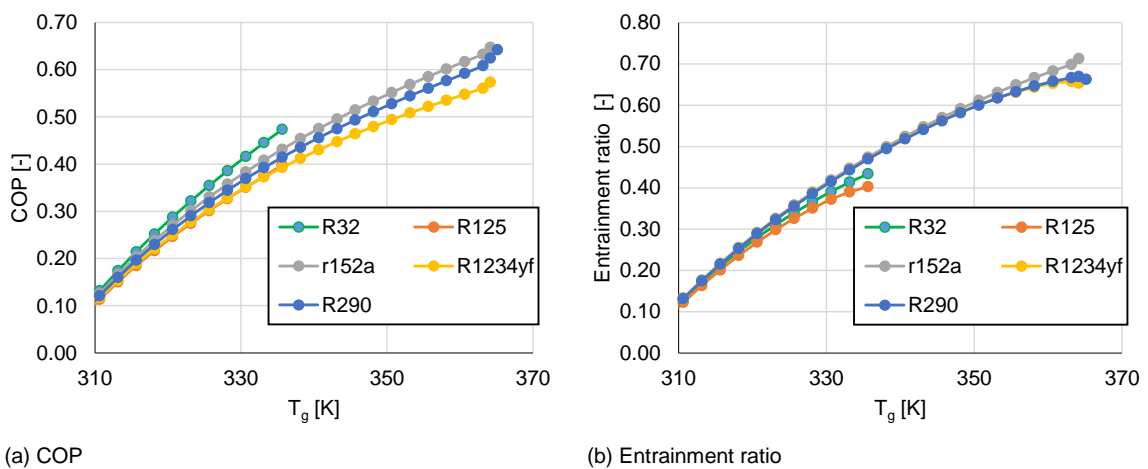 0.70
0.60
0.50
0.40
0.30
0.20
0.10
0.00
COP [-]
310 330 350 370
Tg [K]
R32 R125
r152a R1234yf
R290
(a) COP
0.80
0.70
0.60
0.50
0.40
0.30
0.20
0.10
0.00
Entrainment ratio [-]
310 330 350 370
Tg [K]
R32 R125
r152a R1234yf
R290
(b) Entrainment ratio